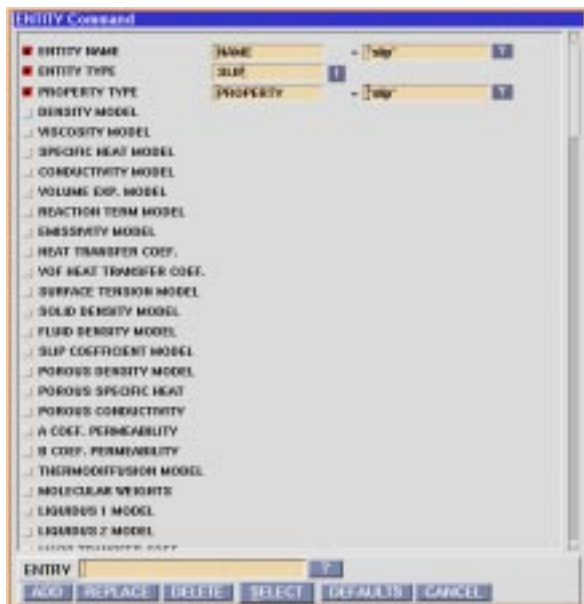 ENTITY Command
ENTITY NAME NAME = "slip" ?
ENTITY TYPE SLIP
PROPERTY TYPE PROPERTY = "slip" ?
DENSITY MODEL
VISCOSITY MODEL
SPECIFIC HEAT MODEL
CONDUCTIVITY MODEL
VOLUME EXP. MODEL
REACTION TERM MODEL
EMISSIVITY MODEL
HEAT TRANSFER COEF.
VOF HEAT TRANSFER COEF.
SURFACE TENSION MODEL
SOLID DENSITY MODEL
FLUID DENSITY MODEL
SLIP COEFFICIENT MODEL
POROUS DENSITY MODEL
POROUS SPECIFIC HEAT
POROUS CONDUCTIVITY
A COEF. PERMEABILITY
B COEF. PERMEABILITY
THERMODIFFUSION MODEL
MOLECULAR WEIGHTS
LIQUIDUS 1 MODEL
LIQUIDUS 2 MODEL
TRANSFER COEF.
ENTRY ?
ADD REPLACE DELETE SELECT DEFAULTS CANCEL